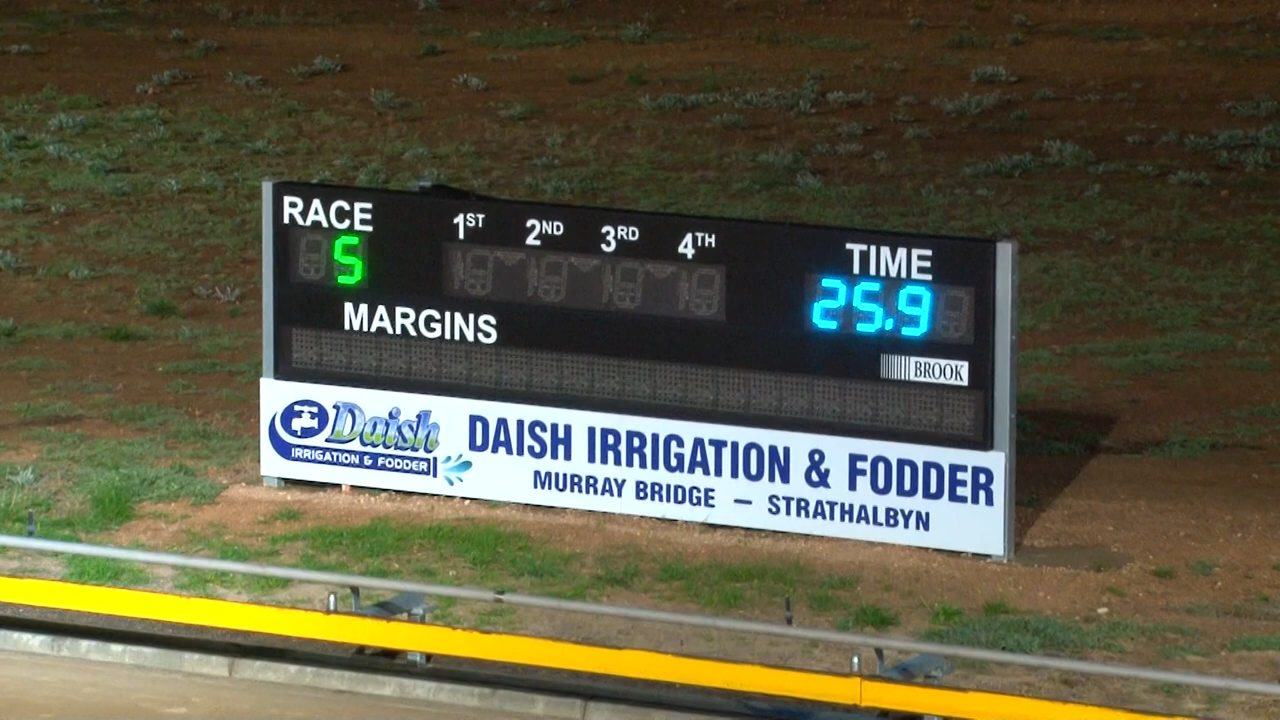 RACE 1ST 2ND 3RD 4TH TIME
5 25.9
MARGINS
BROOK
Daish
IRRIGATION & FODDER
DAISH IRRIGATION & FODDER
MURRAY BRIDGE – STRATHALBYN